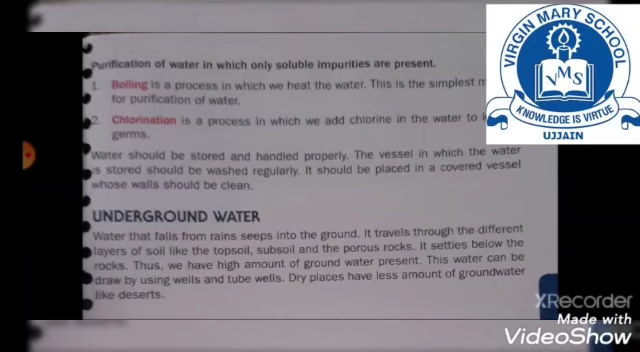 Purification of water in which only soluble impurities are present.
1. Boiling is a process in which we heat the water. This is the simplest
for purification of water.
2. Chlorination is a process in which we add chlorine in the water to
germs.
Water should be stored and handled properly. The vessel in which the water
is stored should be washed regularly. It should be placed in a covered vessel
whose walls should be clean.
UNDERGROUND WATER
Water that falls from rains seeps into the ground. It travels through the different
layers of soil like the topsoil, subsoil and the porous rocks. It settles below the
rocks. Thus, we have high amount of ground water present. This water can be
draw by using wells and tube wells. Dry places have less amount of groundwater
like deserts.
VIRGIN MARY SCHOOL
VMS
KNOWLEDGE IS VIRTUE
UJJAIN
XRecorder
Made with
VideoShow